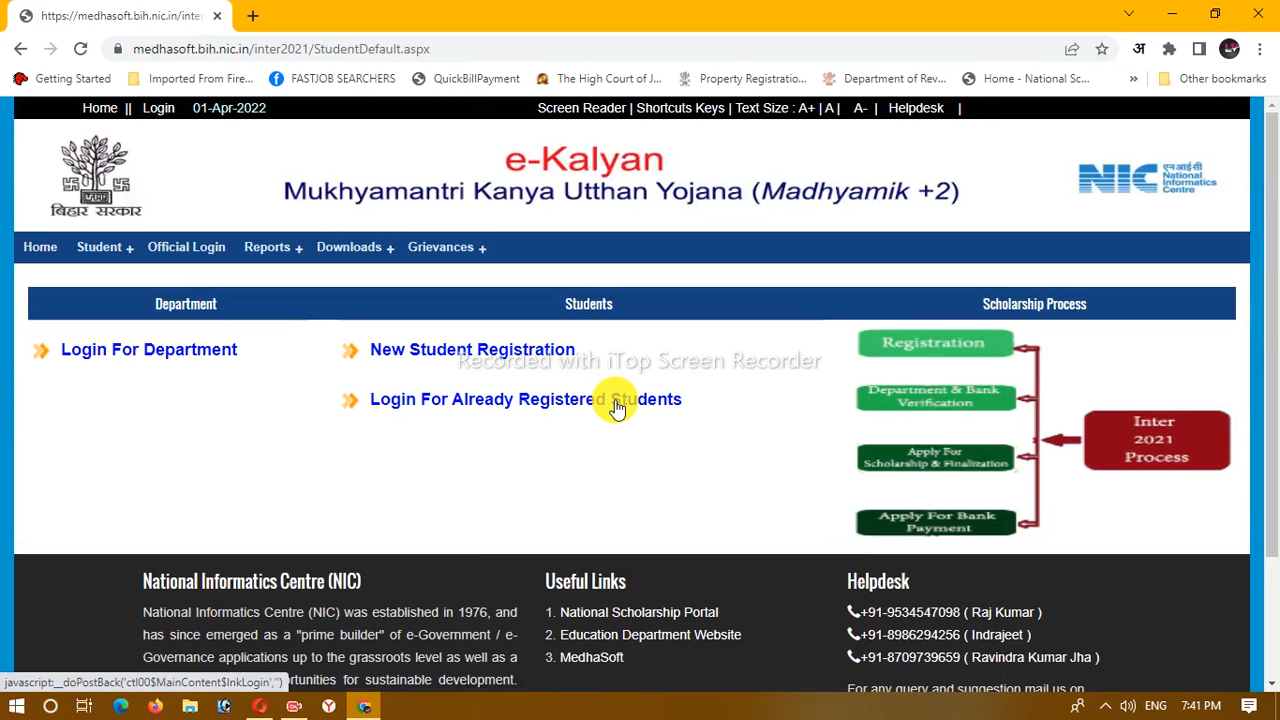 https://medhasoft.bih.nic.in/inter
medhasoft.bih.nic.in/inter2021/StudentDefault.aspx
अ
Getting Started
Imported From Fire...
FASTJOB SEARCHERS
QuickBillPayment
The High Court of J...
Property Registratio...
Department of Rev...
Home - National Sc...
»
Other bookmarks
Home || Login 01-Apr-2022
Screen Reader | Shortcuts Keys | Text Size : A+ | A | A- | Helpdesk |
e-Kalyan
Mukhyamantri Kanya Utthan Yojana (Madhyamik +2)
बिहार सरकार
NIC एनआईसी National Informatics Centre
Home Student + Official Login Reports + Downloads + Grievances +
Department
Students
Scholarship Process
Login For Department
New Student Registration
Login For Already Registered Students
Recorded with iTop Screen Recorder
Registration
Department & Bank
Verification
Apply For
Scholarship & Finalization
Apply For Bank
Payment
Inter
2021
Process
National Informatics Centre (NIC)
National Informatics Centre (NIC) was established in 1976, and
has since emerged as a "prime builder" of e-Government / e-
Governance applications up to the grassroots level as well as a
ortunities for sustainable development.
Useful Links
1. National Scholarship Portal
2. Education Department Website
3. MedhaSoft
Helpdesk
+91-9534547098 ( Raj Kumar )
+91-8986294256 ( Indrajeet )
+91-8709739659 ( Ravindra Kumar Jha )
For any query and suggestion mail us on
javascript:__doPostBack('ctl00$MainContent$lnkLogin','')
ENG 7:41 PM